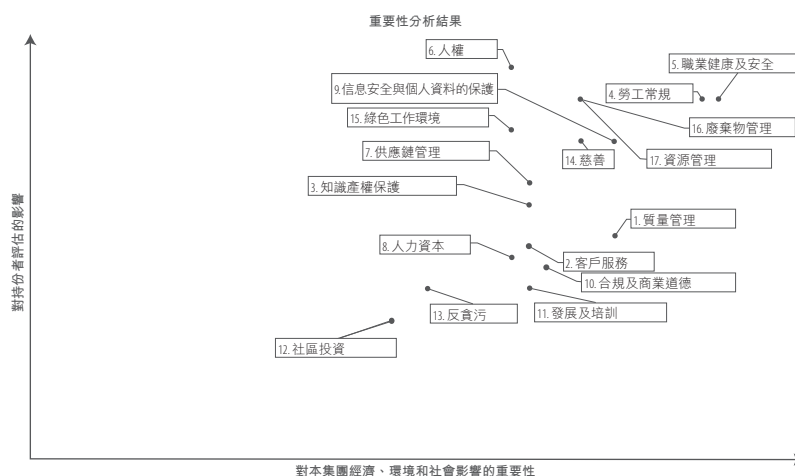 重要性分析結果
6. 人權
5. 職業健康及安全
9. 信息安全與個人資料的保護
4. 勞工常規
15. 綠色工作環境
16. 廢棄物管理
7. 供應鏈管理
14. 慈善
17. 資源管理
3. 知識產權保護
1. 質量管理
8. 人力資本
2. 客戶服務
10. 合規及商業道德
13. 反貪污
11. 發展及培訓
12. 社區投資
對持份者評估的影響
對本集團經濟、環境和社會影響的重要性